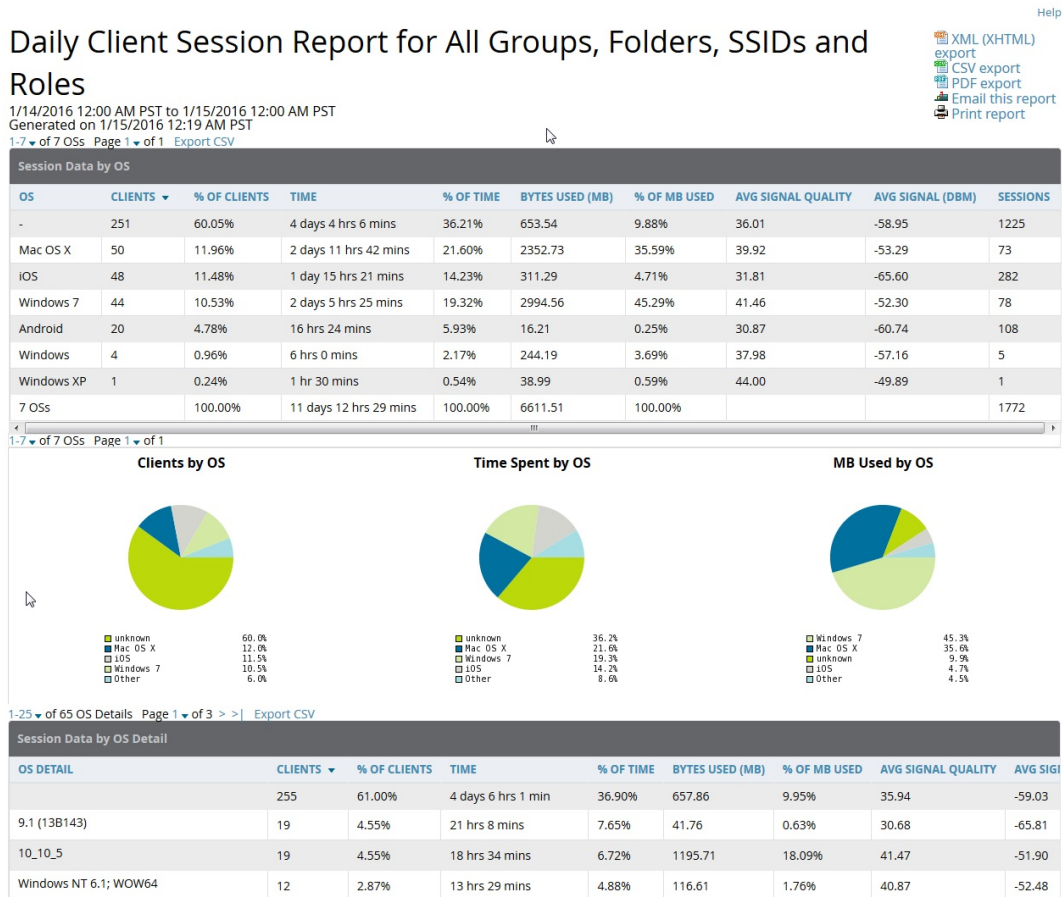 Help
Daily Client Session Report for All Groups, Folders, SSIDs and
Roles
XML (XHTML)
export
CSV export
PDF export
Email this report
Print report
1/14/2016 12:00 AM PST to 1/15/2016 12:00 AM PST
Generated on 1/15/2016 12:19 AM PST
1-7 of 7 OSs Page 1 of 1 Export CSV
Session Data by OS
OS CLIENTS % OF CLIENTS TIME % OF TIME BYTES USED (MB) % OF MB USED AVG SIGNAL QUALITY AVG SIGNAL (DBM) SESSIONS
- 251 60.05% 4 days 4 hrs 6 mins 36.21% 653.54 9.88% 36.01 -58.95 1225
Mac OS X 50 11.96% 2 days 11 hrs 42 mins 21.60% 2352.73 35.59% 39.92 -53.29 73
iOS 48 11.48% 1 day 15 hrs 21 mins 14.23% 311.29 4.71% 31.81 -65.60 282
Windows 7 44 10.53% 2 days 5 hrs 25 mins 19.32% 2994.56 45.29% 41.46 -52.30 78
Android 20 4.78% 16 hrs 24 mins 5.93% 16.21 0.25% 30.87 -60.74 108
Windows 4 0.96% 6 hrs 0 mins 2.17% 244.19 3.69% 37.98 -57.16 5
Windows XP 1 0.24% 1 hr 30 mins 0.54% 38.99 0.59% 44.00 -49.89 1
7 OSs 100.00% 11 days 12 hrs 29 mins 100.00% 6611.51 100.00% 1772
1-7 of 7 OSs Page 1 of 1
Clients by OS
unknown 60.0%
Mac OS X 12.0%
iOS 11.5%
Windows 7 10.5%
Other 6.0%
Time Spent by OS
unknown 36.2%
Mac OS X 21.6%
Windows 7 19.3%
iOS 14.2%
Other 8.6%
MB Used by OS
Windows 7 45.3%
Mac OS X 35.6%
unknown 9.9%
iOS 4.7%
Other 4.5%
1-25 of 65 OS Details Page 1 of 3 > >| Export CSV
Session Data by OS Detail
OS DETAIL CLIENTS % OF CLIENTS TIME % OF TIME BYTES USED (MB) % OF MB USED AVG SIGNAL QUALITY AVG SIGI
255 61.00% 4 days 6 hrs 1 min 36.90% 657.86 9.95% 35.94 -59.03
9.1 (13B143) 19 4.55% 21 hrs 8 mins 7.65% 41.76 0.63% 30.68 -65.81
10_10_5 19 4.55% 18 hrs 34 mins 6.72% 1195.71 18.09% 41.47 -51.90
Windows NT 6.1; WOW64 12 2.87% 13 hrs 29 mins 4.88% 116.61 1.76% 40.87 -52.48